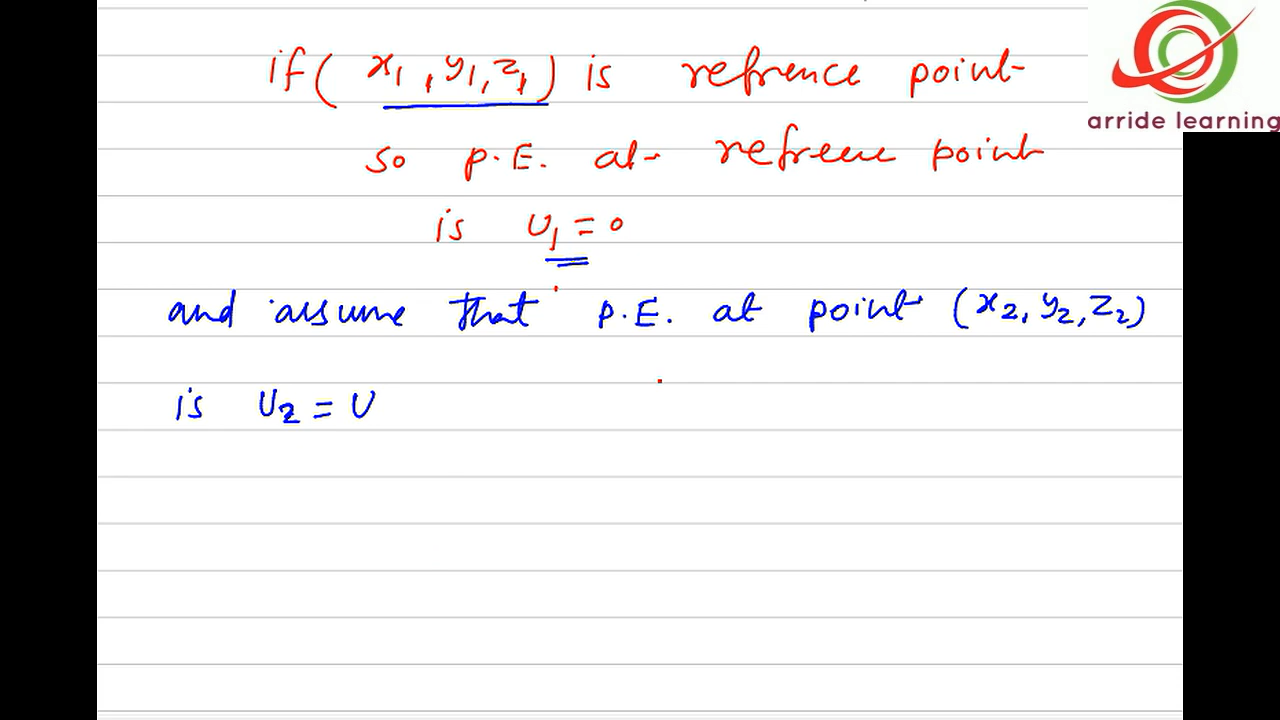 arride learning
if ( x₁, y₁, z₁ ) is refrence point
so p.E. at refreene point
is U₁ = 0
and assume that p.E. at point (x₂, y₂, z₂)
is U₂ = U